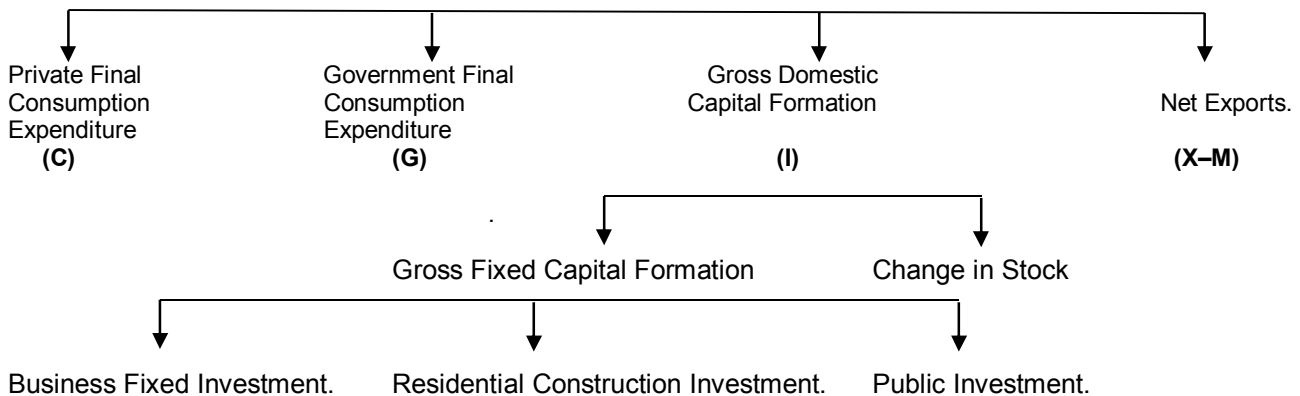 Private Final
Consumption
Expenditure
(C)
Government Final
Consumption
Expenditure
(G)
Gross Domestic
Capital Formation
(I)
Net Exports.
(X–M)
.
Gross Fixed Capital Formation
Change in Stock
Business Fixed Investment.
Residential Construction Investment.
Public Investment.